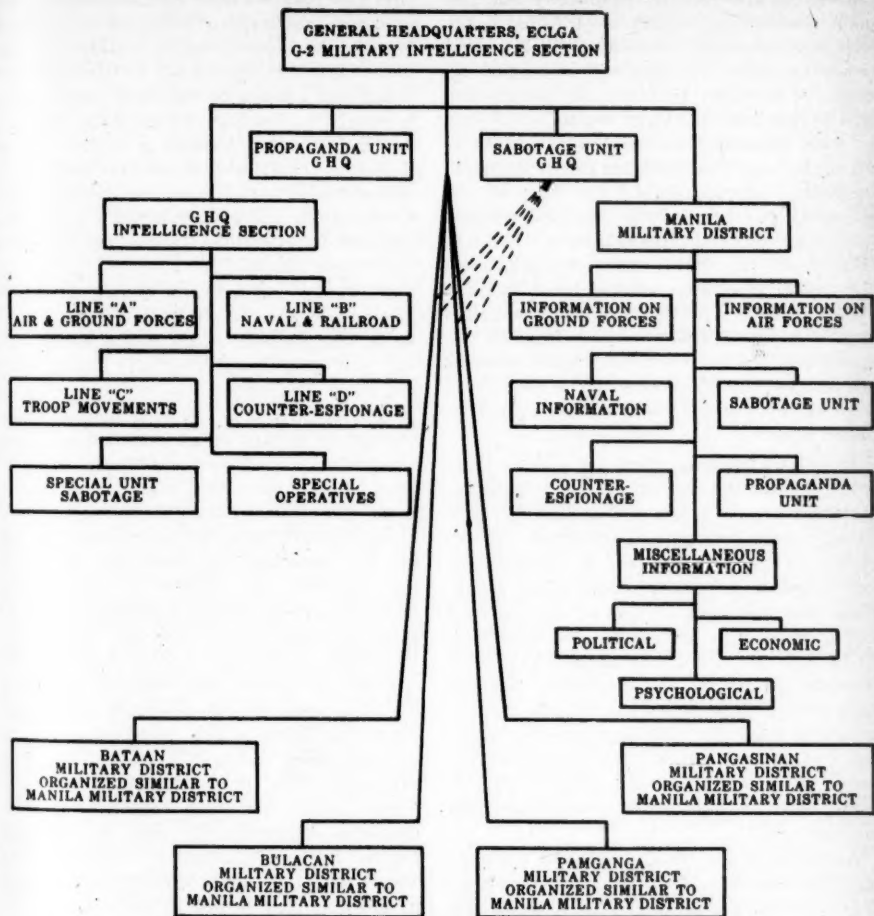 GENERAL HEADQUARTERS, ECLGA
G-2 MILITARY INTELLIGENCE SECTION
PROPAGANDA UNIT
GHQ
SABOTAGE UNIT
GHQ
GHQ
INTELLIGENCE SECTION
MANILA
MILITARY DISTRICT
LINE "A"
AIR & GROUND FORCES
LINE "B"
NAVAL & RAILROAD
INFORMATION ON
GROUND FORCES
INFORMATION ON
AIR FORCES
LINE "C"
TROOP MOVEMENTS
LINE "D"
COUNTER-ESPIONAGE
NAVAL
INFORMATION
SABOTAGE UNIT
SPECIAL UNIT
SABOTAGE
SPECIAL
OPERATIVES
COUNTER-
ESPIONAGE
PROPAGANDA
UNIT
MISCELLANEOUS
INFORMATION
POLITICAL
ECONOMIC
PSYCHOLOGICAL
BATAAN
MILITARY DISTRICT
ORGANIZED SIMILAR TO
MANILA MILITARY DISTRICT
PANGASINAN
MILITARY DISTRICT
ORGANIZED SIMILAR TO
MANILA MILITARY DISTRICT
BULACAN
MILITARY DISTRICT
ORGANIZED SIMILAR TO
MANILA MILITARY DISTRICT
PAMGANGA
MILITARY DISTRICT
ORGANIZED SIMILAR TO
MANILA MILITARY DISTRICT